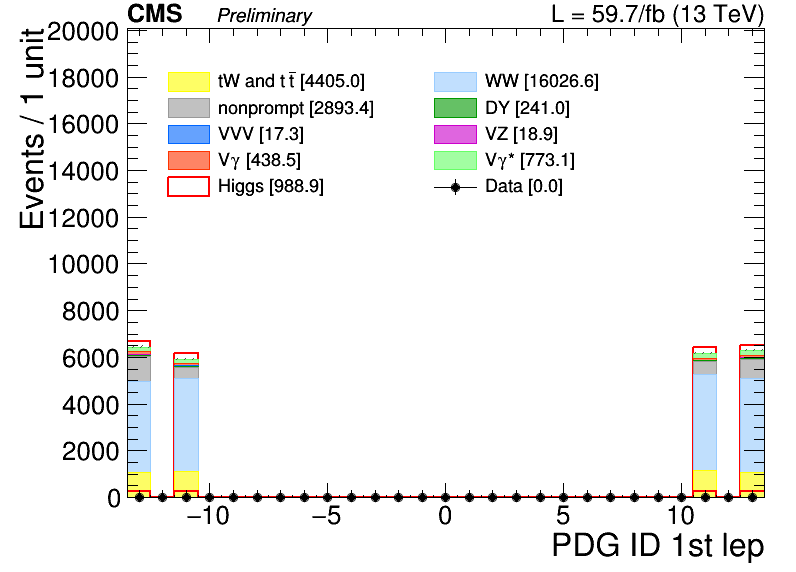 CMS Preliminary L = 59.7/fb (13 TeV)
Events / 1 unit
20000
18000
16000
14000
12000
10000
8000
6000
4000
2000
0
tW and t t̅ [4405.0] WW [16026.6]
nonprompt [2893.4] DY [241.0]
VVV [17.3] VZ [18.9]
Vγ [438.5] Vγ* [773.1]
Higgs [988.9] Data [0.0]
−10 −5 0 5 10
PDG ID 1st lep